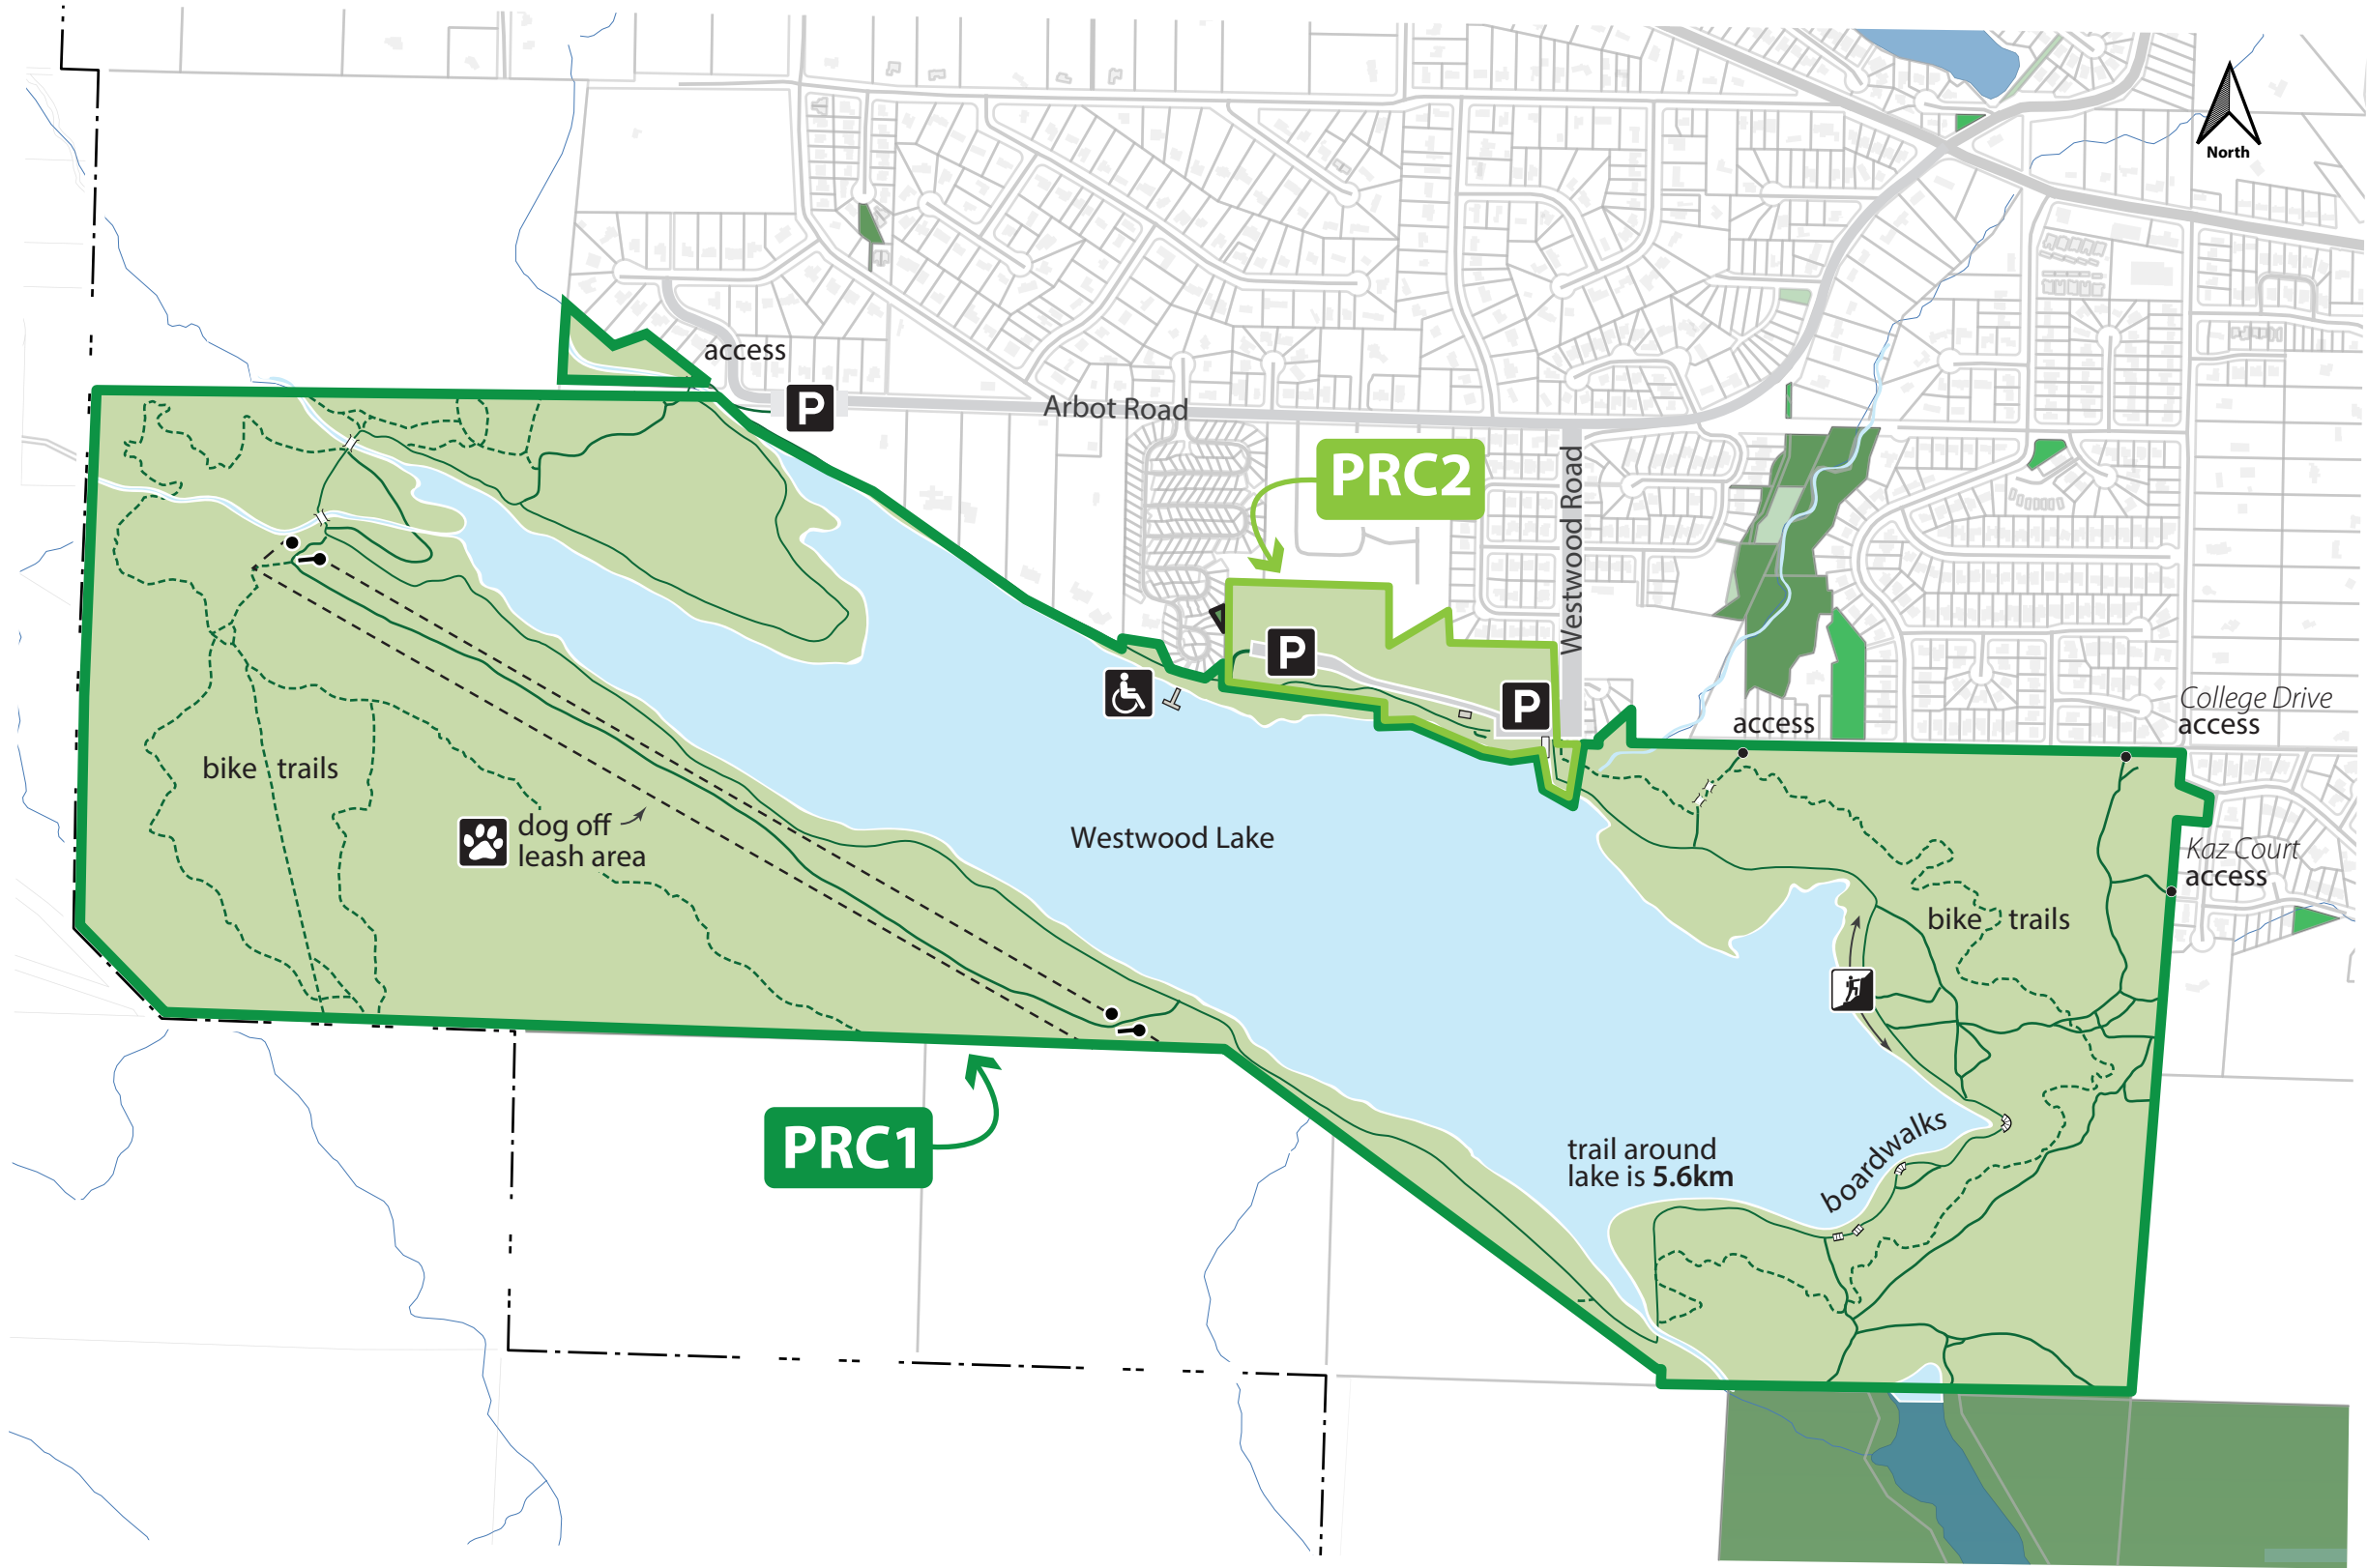 North
access
P
Arbot Road
PRC2
Westwood Road
P
P
College Drive
access
access
bike trails
dog off
leash area
Westwood Lake
Kaz Court
access
bike trails
PRC1
trail around
lake is 5.6km
boardwalks